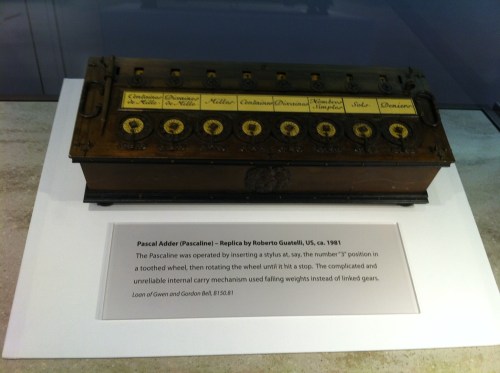 Centaines de Mille Dixaines de Mille Milles Centaines Dixaines Nombres Simples Sols Deniers
Pascal Adder (Pascaline) – Replica by Roberto Guatelli, US, ca. 1981
The Pascaline was operated by inserting a stylus at, say, the number "3" position in
a toothed wheel, then rotating the wheel until it hit a stop. The complicated and
unreliable internal carry mechanism used falling weights instead of linked gears.
Loan of Gwen and Gordon Bell, B150.81